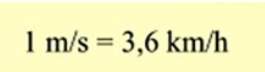 1 m/s = 3,6 km/h